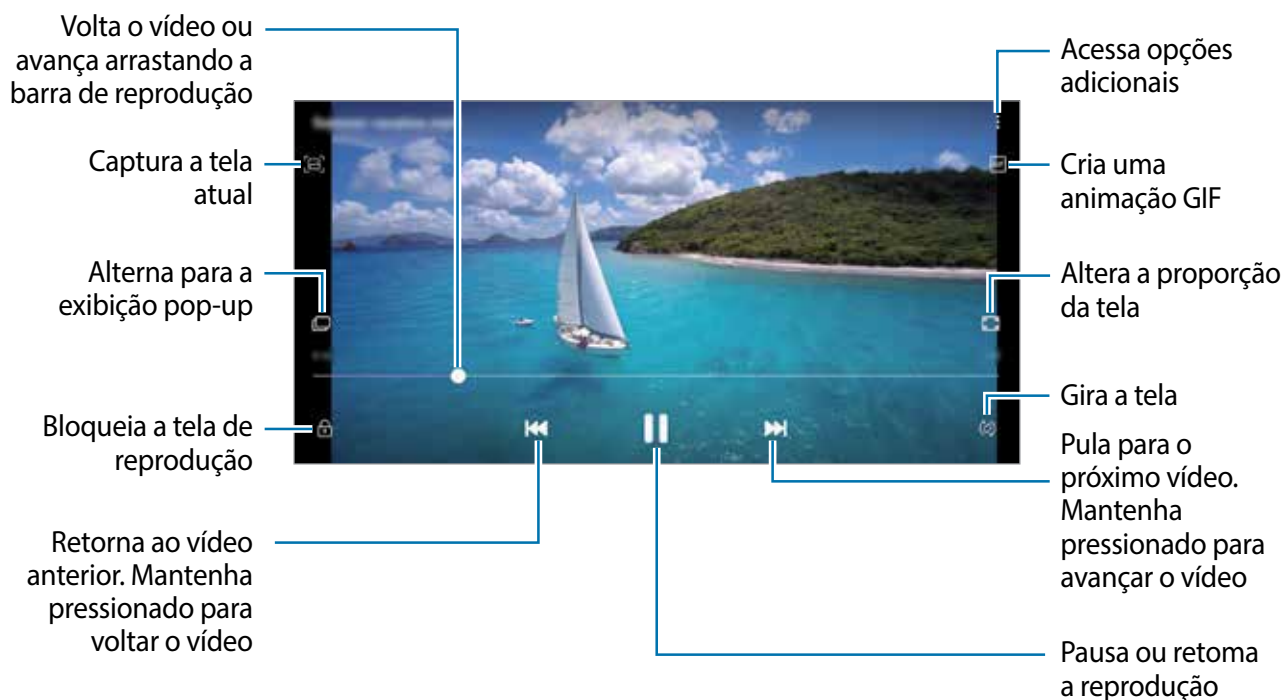 Volta o vídeo ou
avança arrastando a
barra de reprodução
Captura a tela
atual
Alterna para a
exibição pop-up
Bloqueia a tela de
reprodução
Retorna ao vídeo
anterior. Mantenha
pressionado para
voltar o vídeo
Acessa opções
adicionais
Cria uma
animação GIF
Altera a proporção
da tela
Gira a tela
Pula para o
próximo vídeo.
Mantenha
pressionado para
avançar o vídeo
Pausa ou retoma
a reprodução